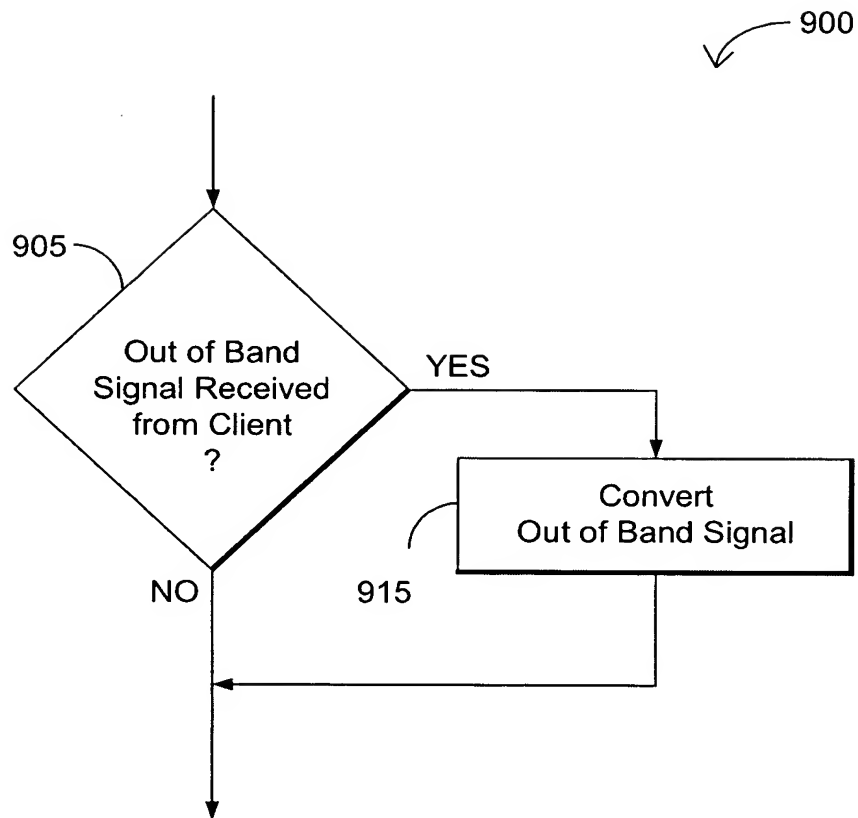 900
905
Out of Band
Signal Received
from Client
?
YES
Convert
Out of Band Signal
NO
915